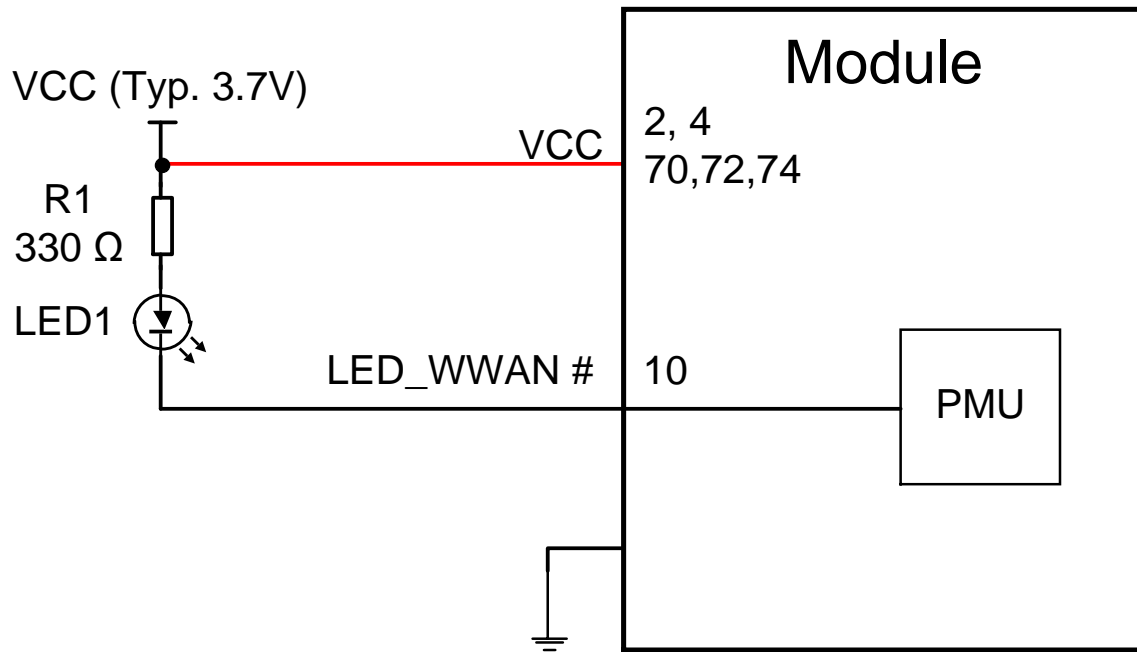 Module
VCC (Typ. 3.7V)
VCC
2, 4
70,72,74
R1
330 Ω
LED1
LED_WWAN #
10
PMU